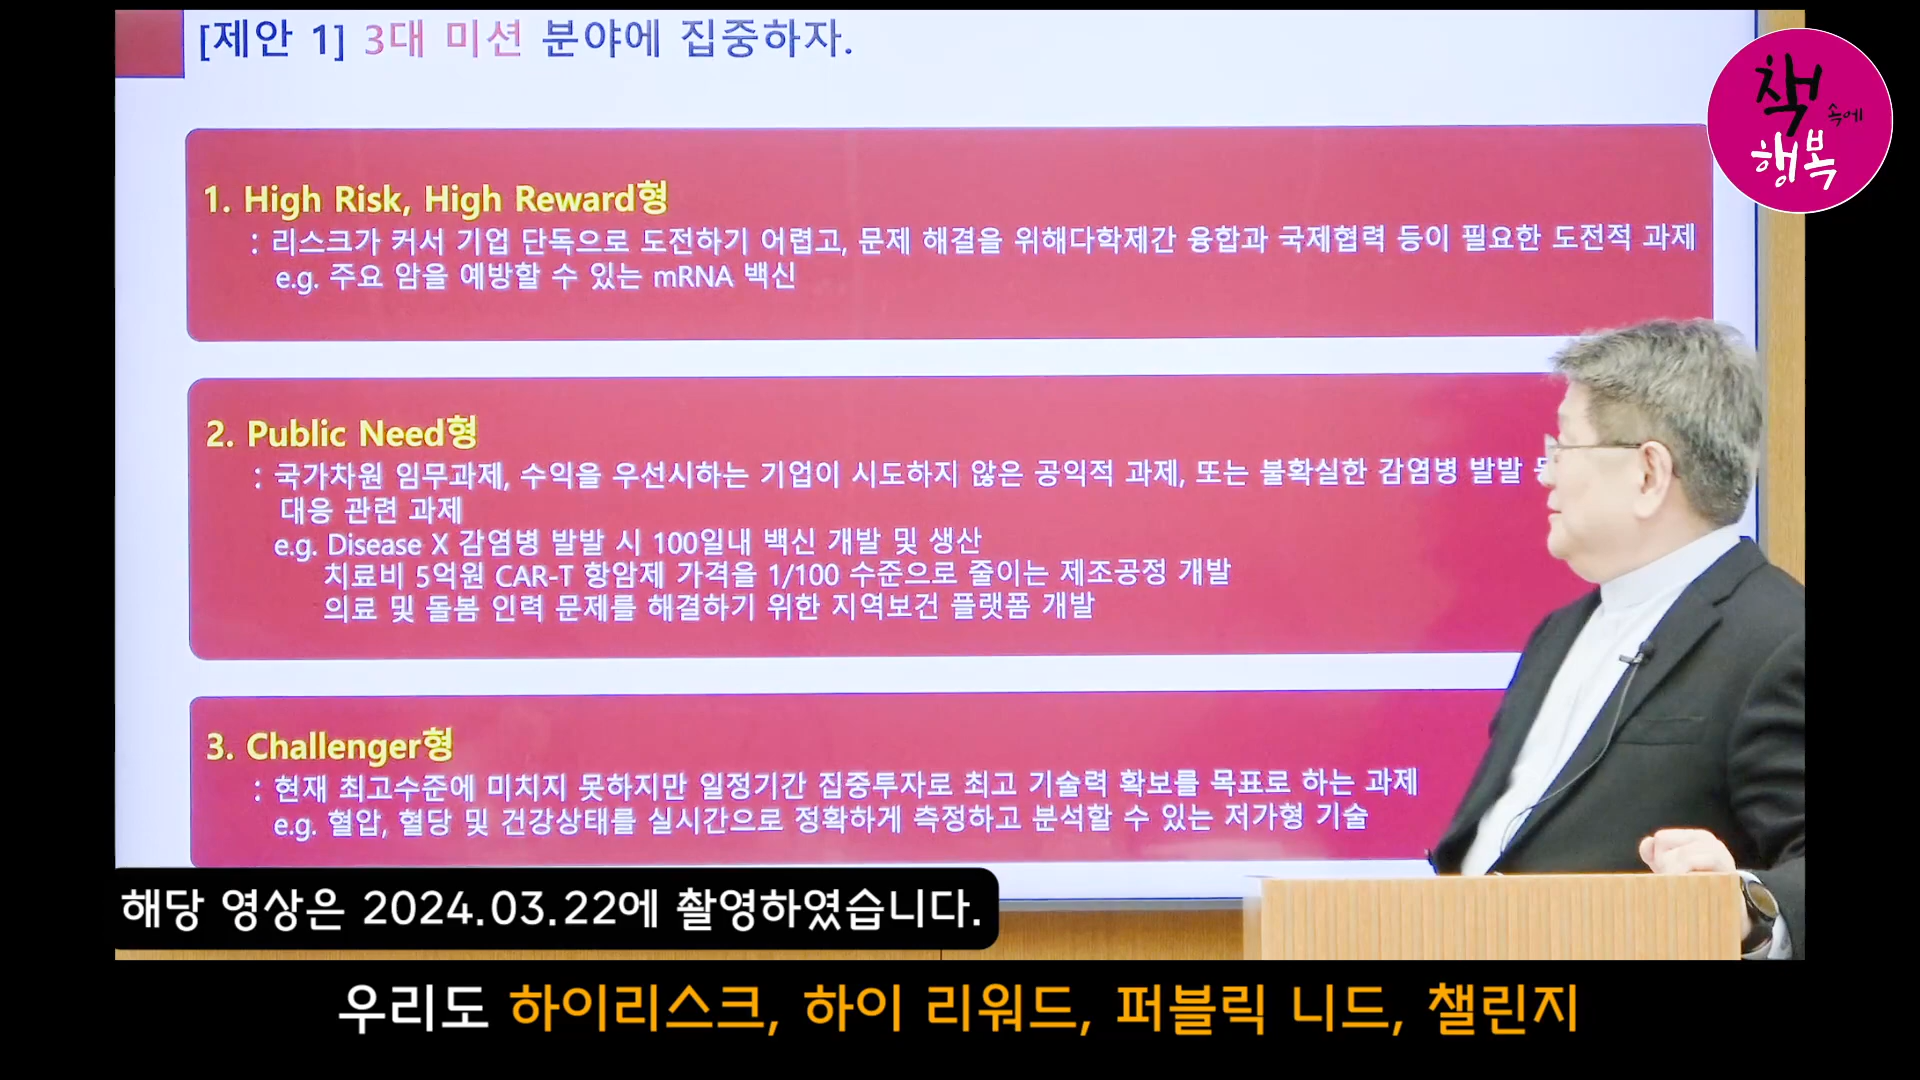 [제안 1] 3대 미션 분야에 집중하자.
책
속에
행복
1. High Risk, High Reward형
: 리스크가 커서 기업 단독으로 도전하기 어렵고, 문제 해결을 위해다학제간 융합과 국제협력 등이 필요한 도전적 과제
e.g. 주요 암을 예방할 수 있는 mRNA 백신
2. Public Need형
: 국가차원 임무과제, 수익을 우선시하는 기업이 시도하지 않은 공익적 과제, 또는 불확실한 감염병 발발
대응 관련 과제
e.g. Disease X 감염병 발발 시 100일내 백신 개발 및 생산
치료비 5억원 CAR-T 항암제 가격을 1/100 수준으로 줄이는 제조공정 개발
의료 및 돌봄 인력 문제를 해결하기 위한 지역보건 플랫폼 개발
3. Challenger형
: 현재 최고수준에 미치지 못하지만 일정기간 집중투자로 최고 기술력 확보를 목표로 하는 과제
e.g. 혈압, 혈당 및 건강상태를 실시간으로 정확하게 측정하고 분석할 수 있는 저가형 기술
해당 영상은 2024.03.22에 촬영하였습니다.
우리도 하이리스크, 하이 리워드, 퍼블릭 니드, 챌린지